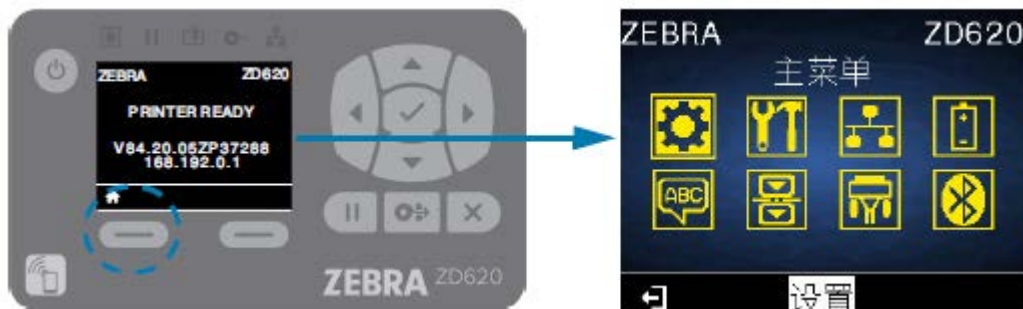 ZEBRA ZD620
PRINTER READY
V84.20.05ZP37288
168.192.0.1
ZEBRA ZD620
ZEBRA ZD620
主菜单
ABC
设置